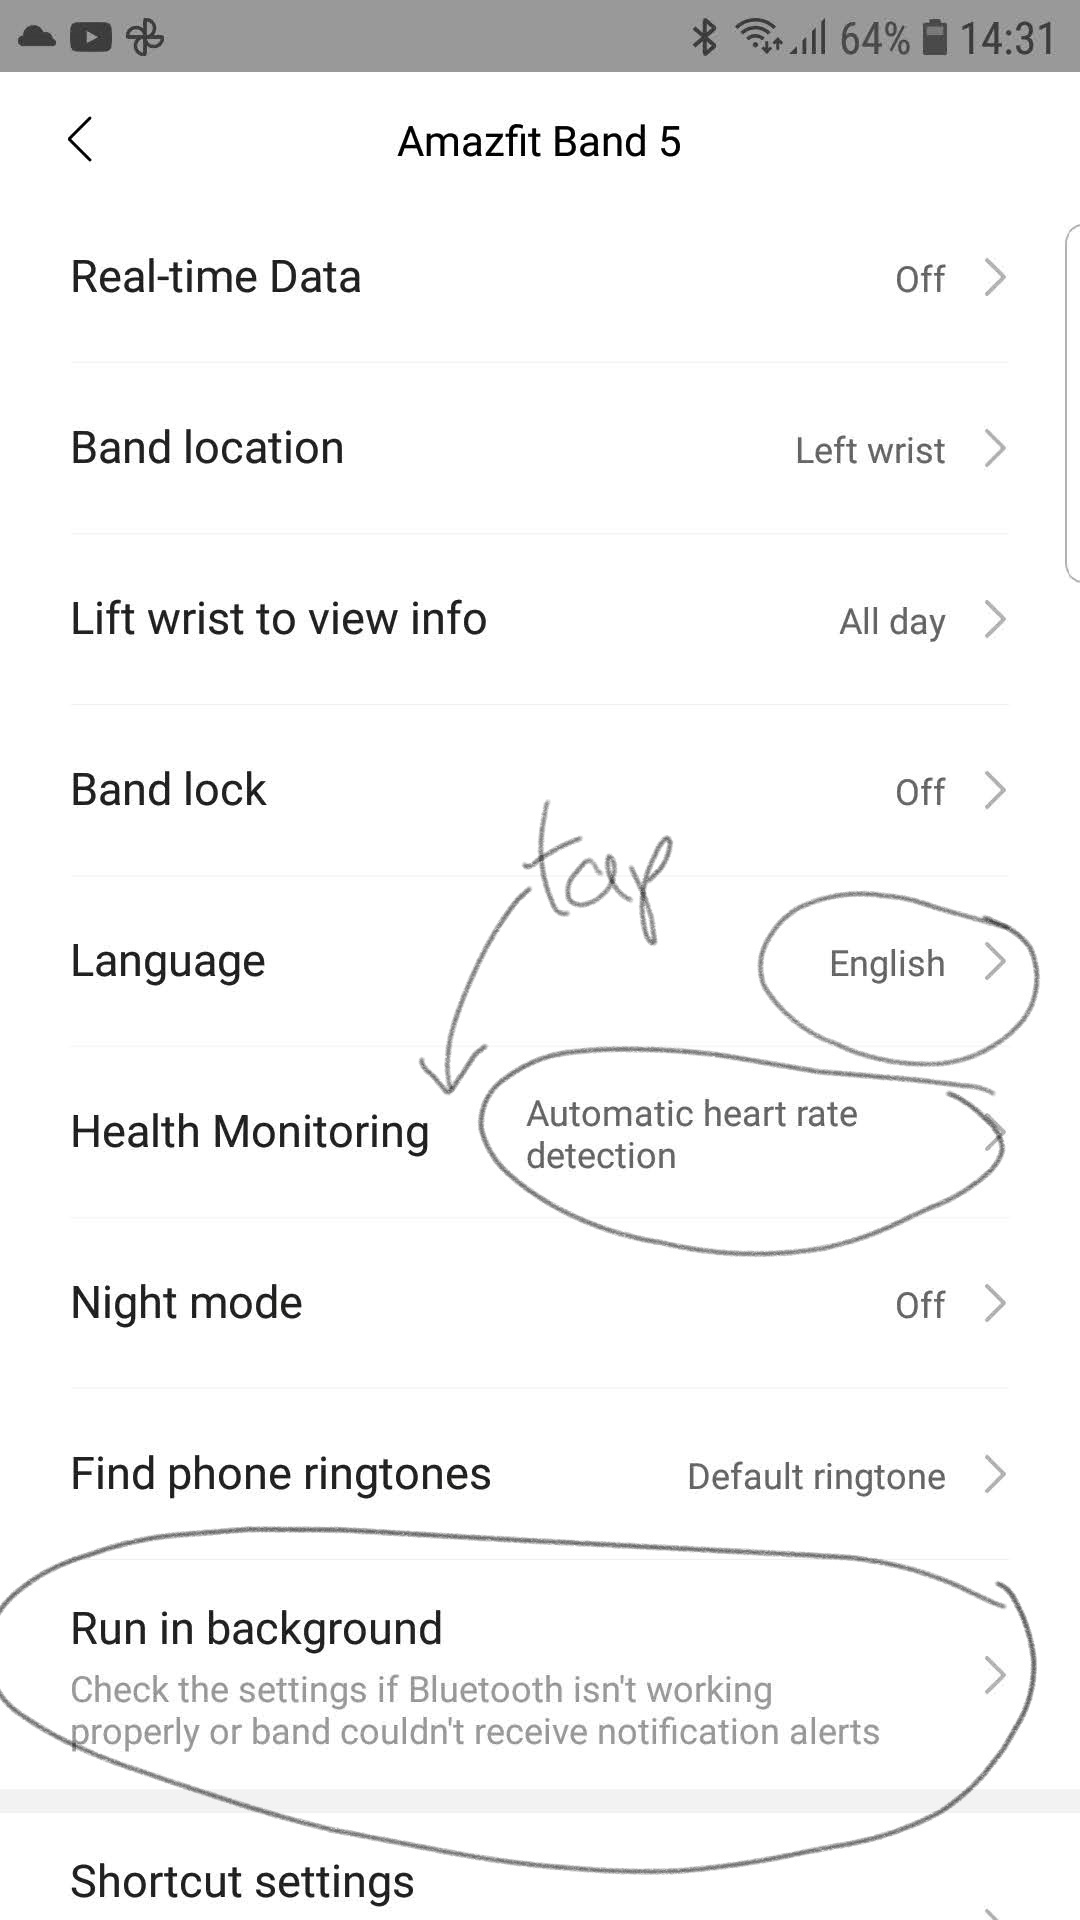 64% 14:31
Amazfit Band 5
Real-time Data Off
Band location Left wrist
Lift wrist to view info All day
Band lock Off
tap
Language English
Health Monitoring Automatic heart rate
detection
Night mode Off
Find phone ringtones Default ringtone
Run in background
Check the settings if Bluetooth isn't working
properly or band couldn't receive notification alerts
Shortcut settings